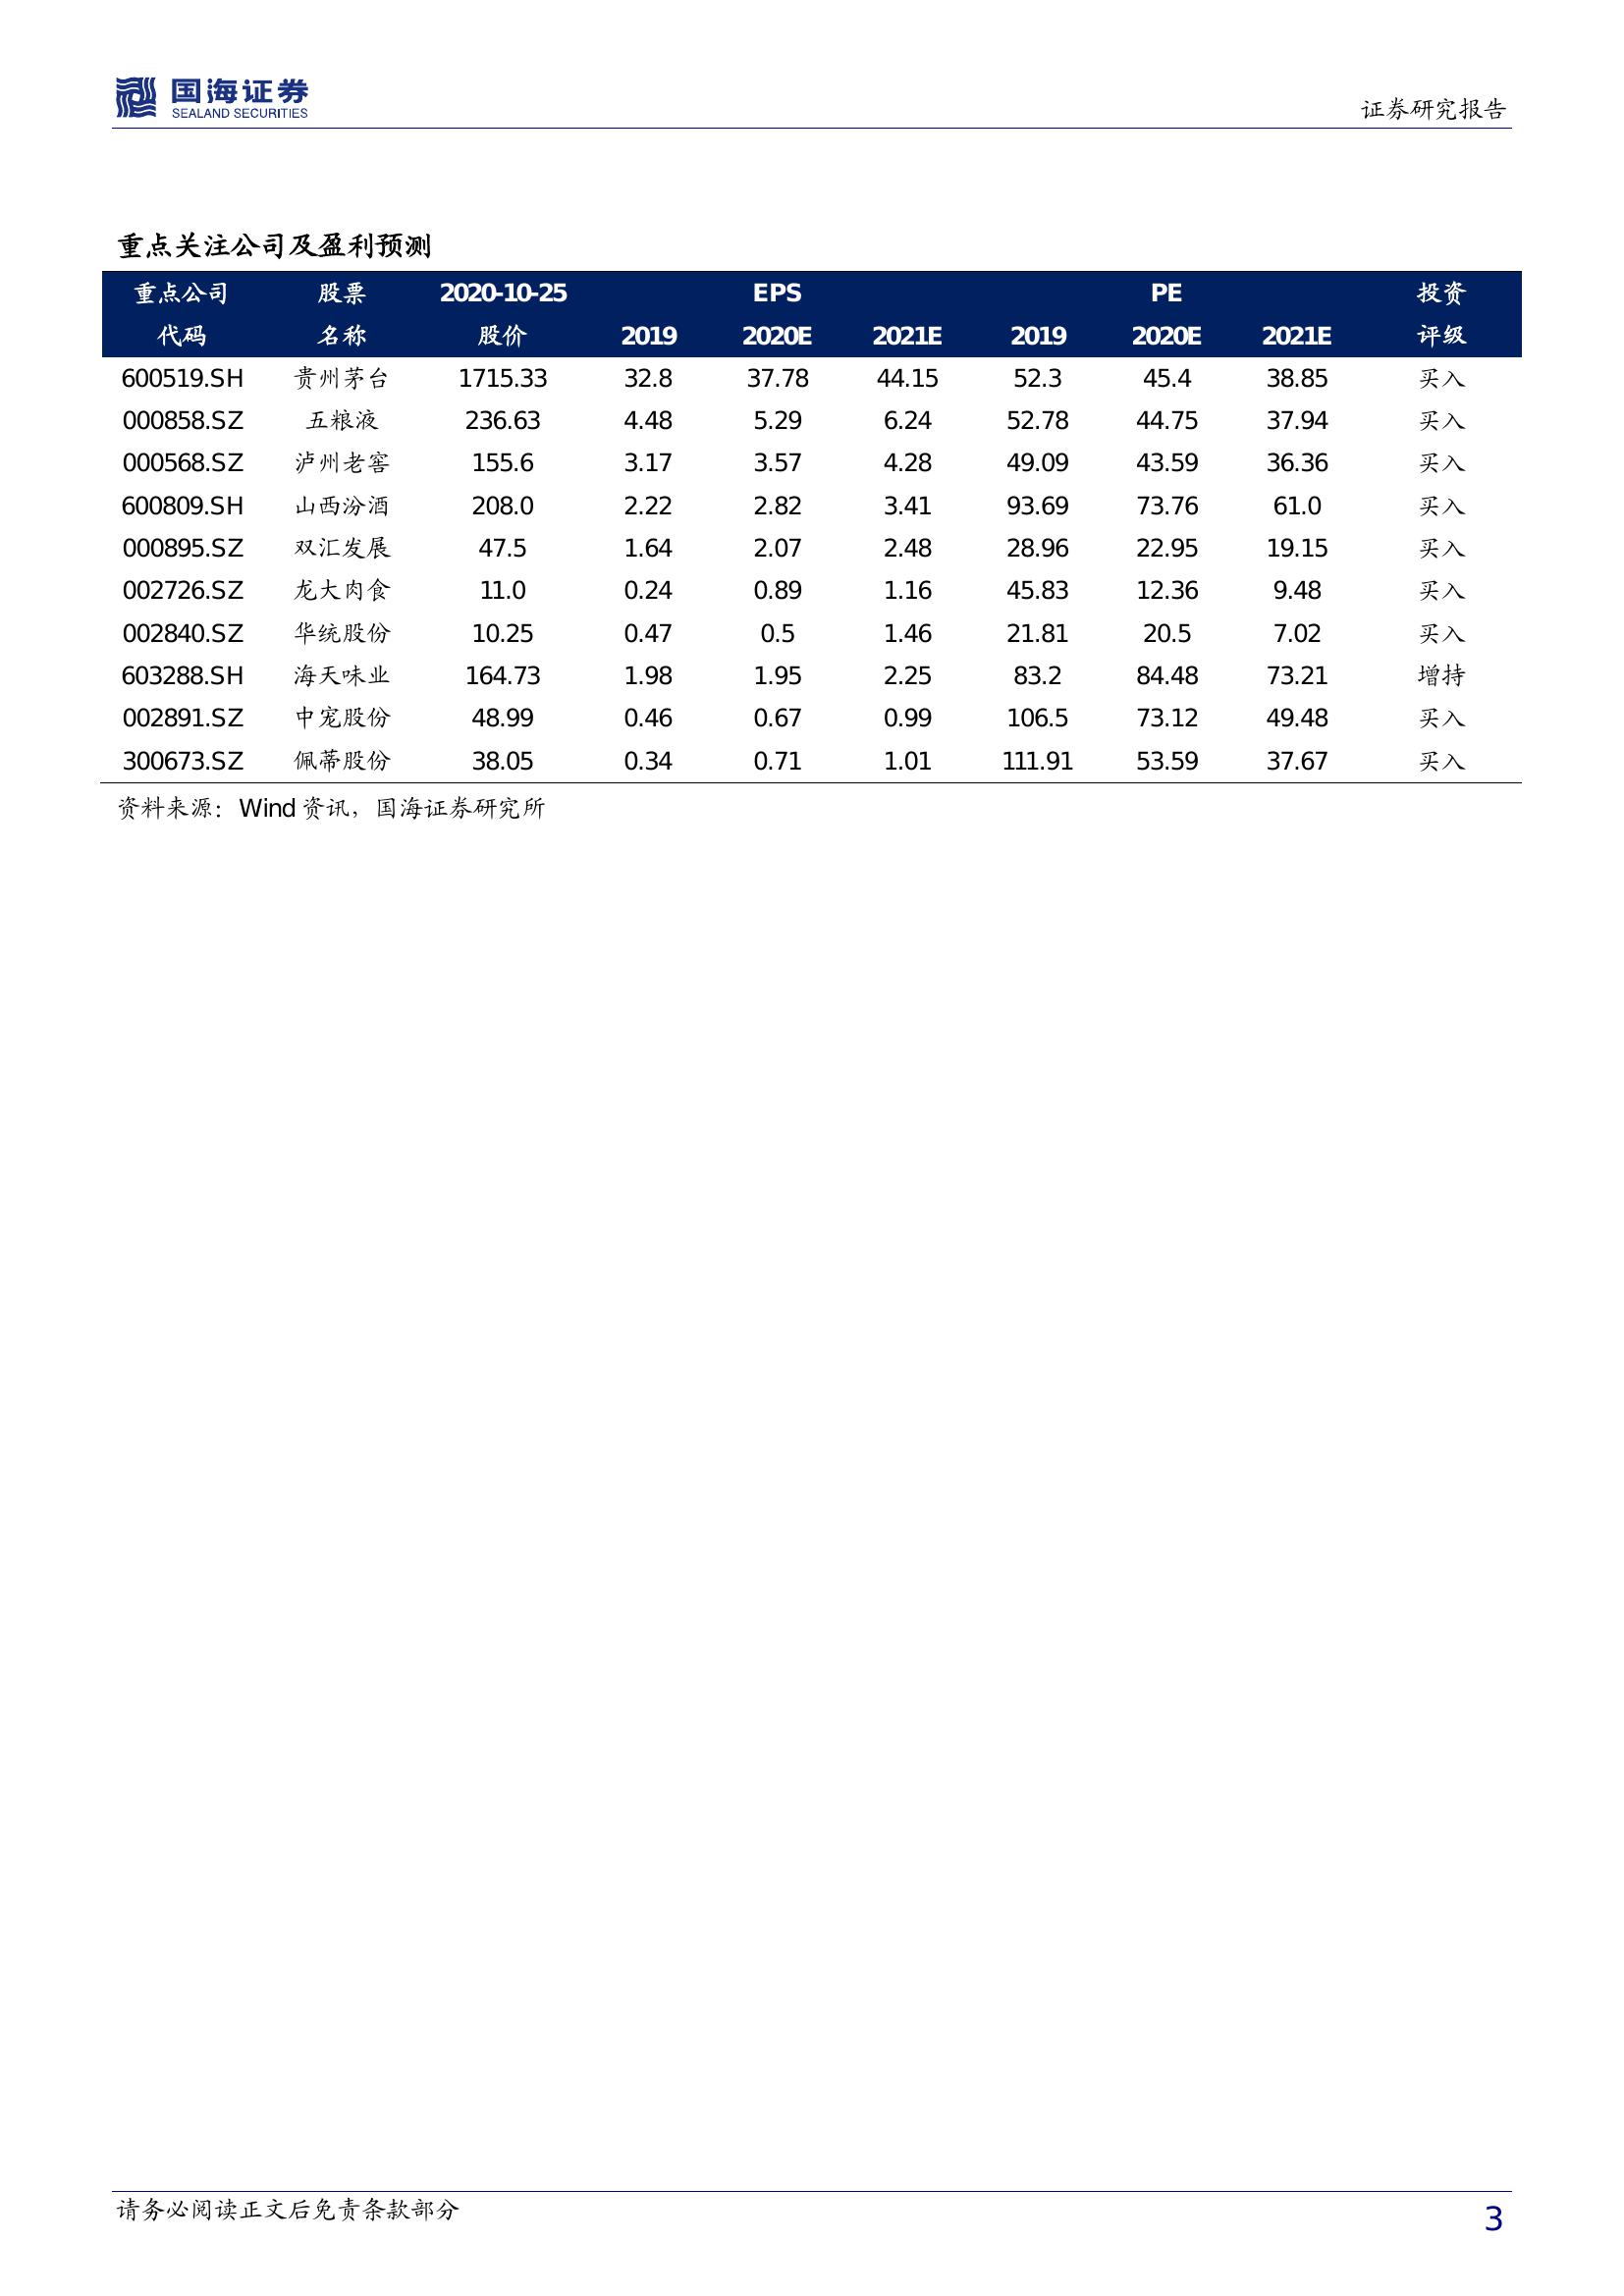 国海证券
SEALAND SECURITIES
证券研究报告
重点关注公司及盈利预测
重点公司 股票 2020-10-25 EPS PE 投资
代码 名称 股价 2019 2020E 2021E 2019 2020E 2021E 评级
600519.SH 贵州茅台 1715.33 32.8 37.78 44.15 52.3 45.4 38.85 买入
000858.SZ 五粮液 236.63 4.48 5.29 6.24 52.78 44.75 37.94 买入
000568.SZ 泸州老窖 155.6 3.17 3.57 4.28 49.09 43.59 36.36 买入
600809.SH 山西汾酒 208.0 2.22 2.82 3.41 93.69 73.76 61.0 买入
000895.SZ 双汇发展 47.5 1.64 2.07 2.48 28.96 22.95 19.15 买入
002726.SZ 龙大肉食 11.0 0.24 0.89 1.16 45.83 12.36 9.48 买入
002840.SZ 华统股份 10.25 0.47 0.5 1.46 21.81 20.5 7.02 买入
603288.SH 海天味业 164.73 1.98 1.95 2.25 83.2 84.48 73.21 增持
002891.SZ 中宠股份 48.99 0.46 0.67 0.99 106.5 73.12 49.48 买入
300673.SZ 佩蒂股份 38.05 0.34 0.71 1.01 111.91 53.59 37.67 买入
资料来源：Wind 资讯，国海证券研究所
请务必阅读正文后免责条款部分
3